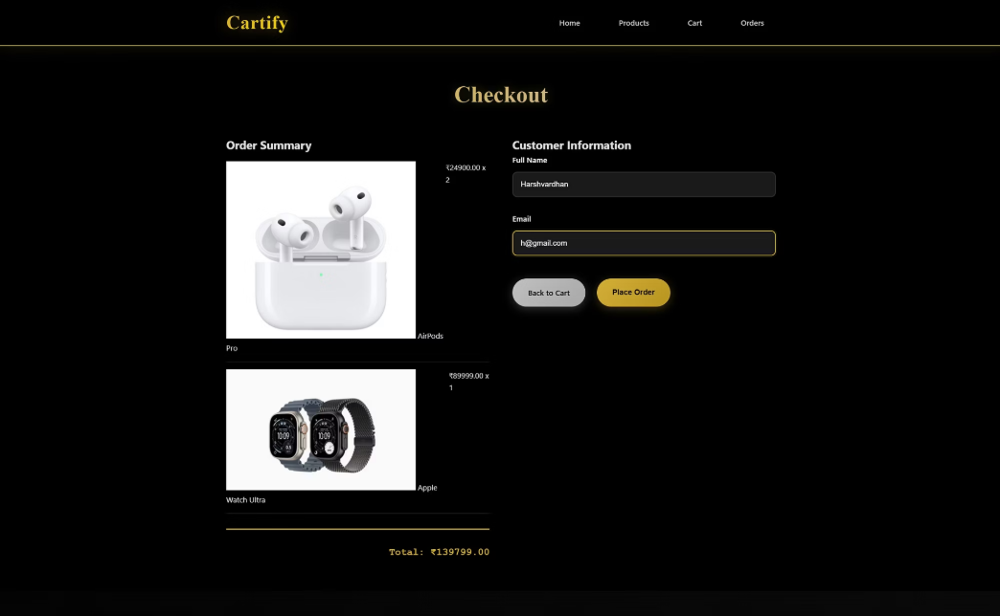 Cartify
Home Products Cart Orders
Checkout
Order Summary
₹24900.00 x
2
AirPods
Pro
₹89999.00 x
1
Apple
Watch Ultra
Total: ₹139799.00
Customer Information
Full Name
Harshvardhan
Email
h@gmail.com
Back to Cart Place Order